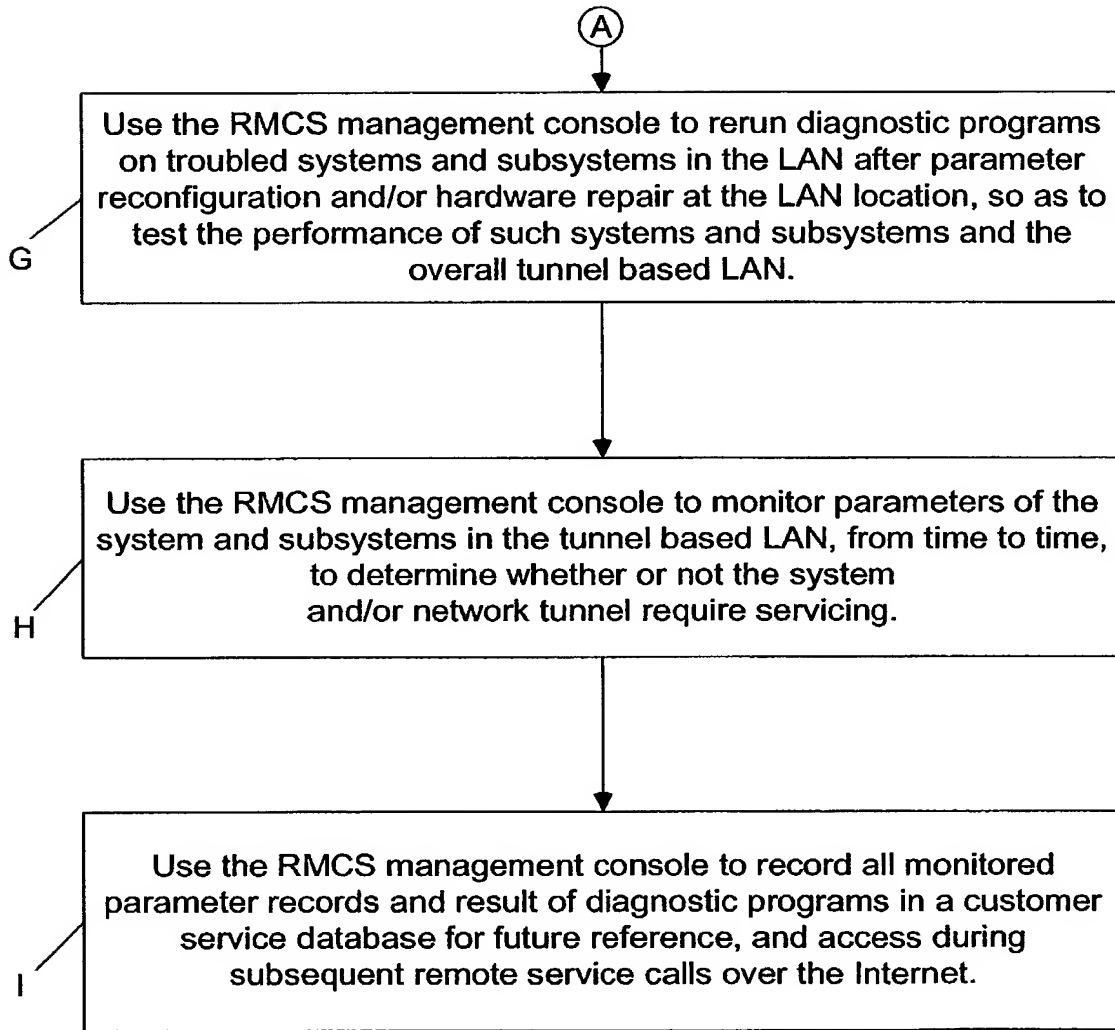 A
Use the RMCS management console to rerun diagnostic programs
on troubled systems and subsystems in the LAN after parameter
reconfiguration and/or hardware repair at the LAN location, so as to
test the performance of such systems and subsystems and the
overall tunnel based LAN.
G
Use the RMCS management console to monitor parameters of the
system and subsystems in the tunnel based LAN, from time to time,
to determine whether or not the system
and/or network tunnel require servicing.
H
Use the RMCS management console to record all monitored
parameter records and result of diagnostic programs in a customer
service database for future reference, and access during
subsequent remote service calls over the Internet.
I